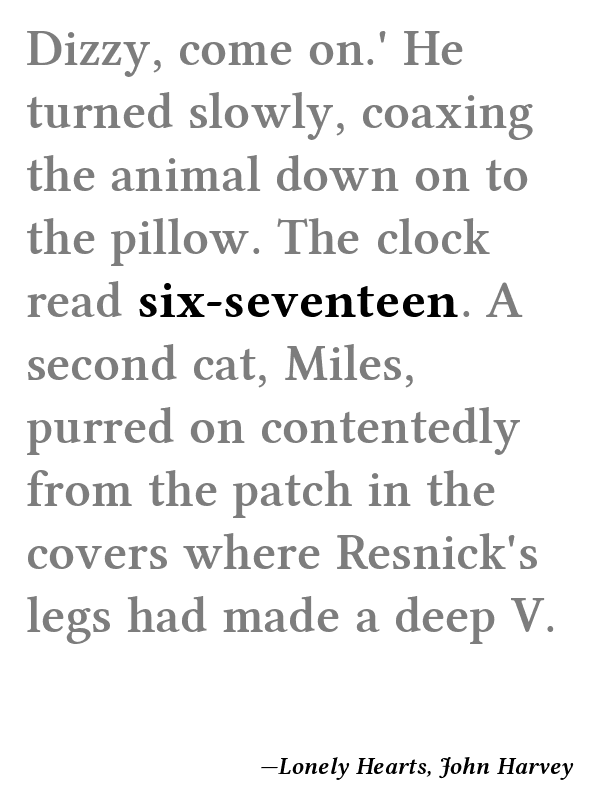 Dizzy, come on.' He
turned slowly, coaxing
the animal down on to
the pillow. The clock
read six-seventeen. A
second cat, Miles,
purred on contentedly
from the patch in the
covers where Resnick's
legs had made a deep V.
—Lonely Hearts, John Harvey